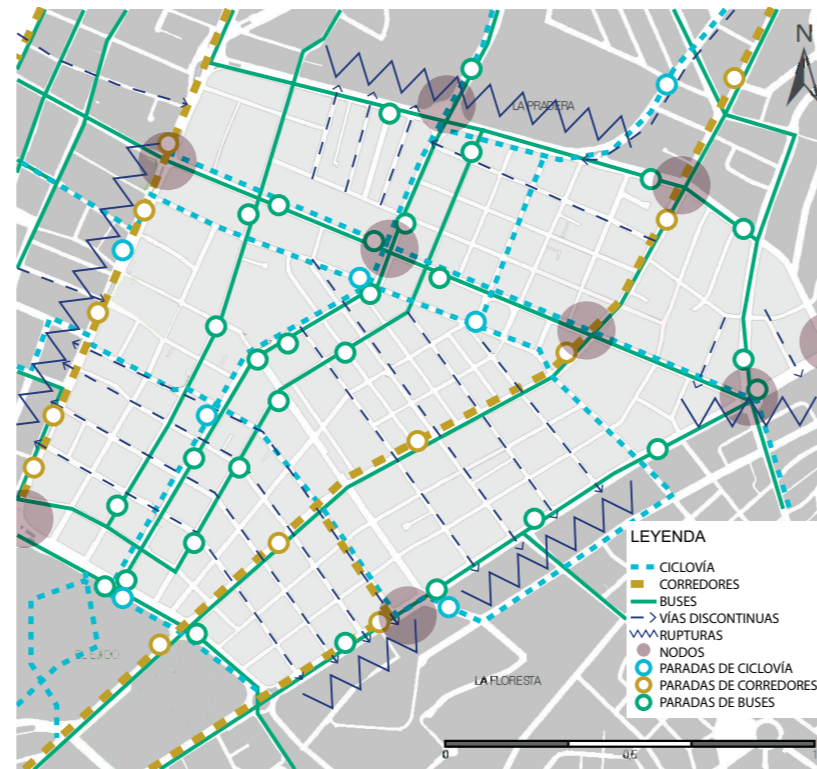 N
LA PRADERA
LEYENDA
CICLOVÍA
CORREDORES
BUSES
VÍAS DISCONTINUAS
RUPTURAS
NODOS
PARADAS DE CICLOVÍA
PARADAS DE CORREDORES
PARADAS DE BUSES
LA FLORESTA
0
0,5
1